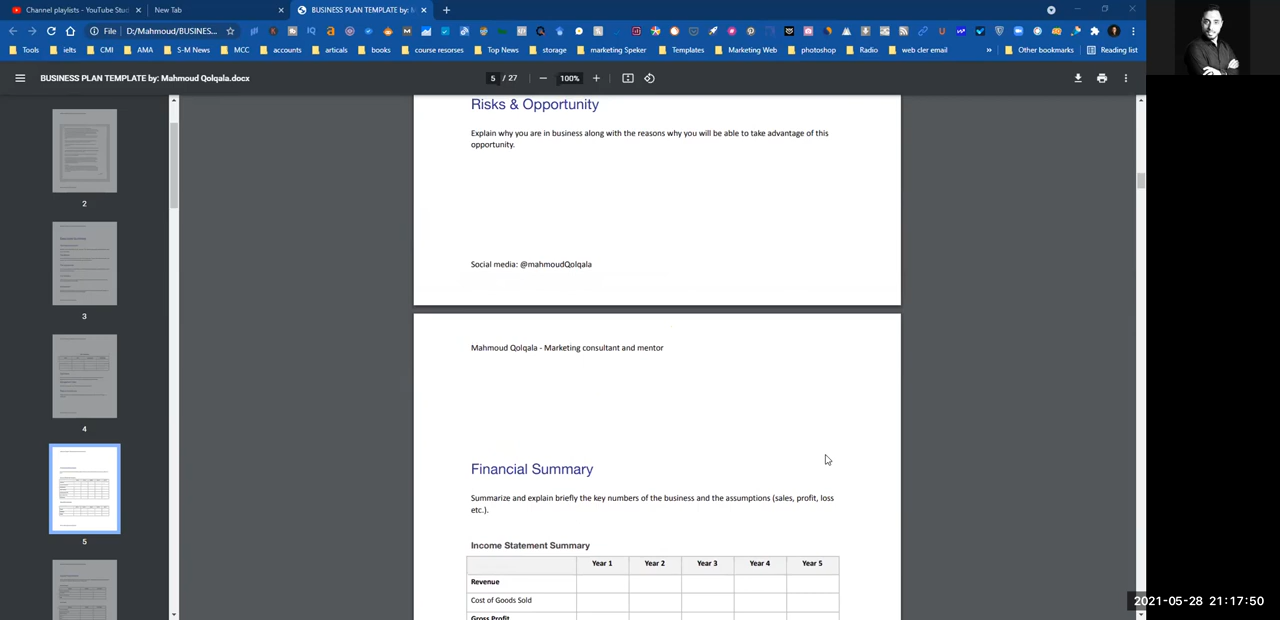 Channel playlists - YouTube Stud
New Tab
BUSINESS PLAN TEMPLATE by: M
File
D:/Mahmoud/BUSINES...
Tools
ielts
CMI
AMA
S-M News
MCC
accounts
articals
books
course resorses
Top News
storage
marketing Speker
Templates
Marketing Web
photoshop
Radio
web cler email
»
Other bookmarks
Reading list
BUSINESS PLAN TEMPLATE by: Mahmoud Qolqala.docx
5 / 27
100%
2
3
4
5
Risks & Opportunity
Explain why you are in business along with the reasons why you will be able to take advantage of this
opportunity.
Social media: @mahmoudQolqala
Mahmoud Qolqala - Marketing consultant and mentor
Financial Summary
Summarize and explain briefly the key numbers of the business and the assumptions (sales, profit, loss
etc.).
Income Statement Summary
Year 1 Year 2 Year 3 Year 4 Year 5
Revenue
Cost of Goods Sold
Gross Profit
2021-05-28 21:17:50